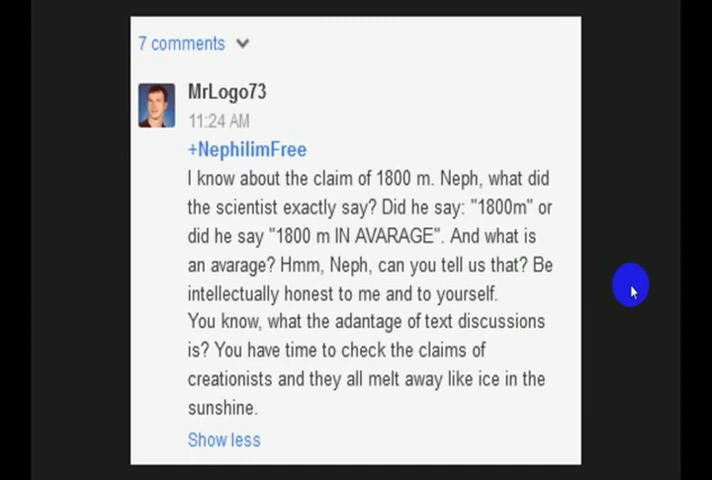 7 comments
MrLogo73
11:24 AM
+NephilimFree
I know about the claim of 1800 m. Neph, what did
the scientist exactly say? Did he say: "1800m" or
did he say "1800 m IN AVARAGE". And what is
an avarage? Hmm, Neph, can you tell us that? Be
intellectually honest to me and to yourself.
You know, what the adantage of text discussions
is? You have time to check the claims of
creationists and they all melt away like ice in the
sunshine.
Show less